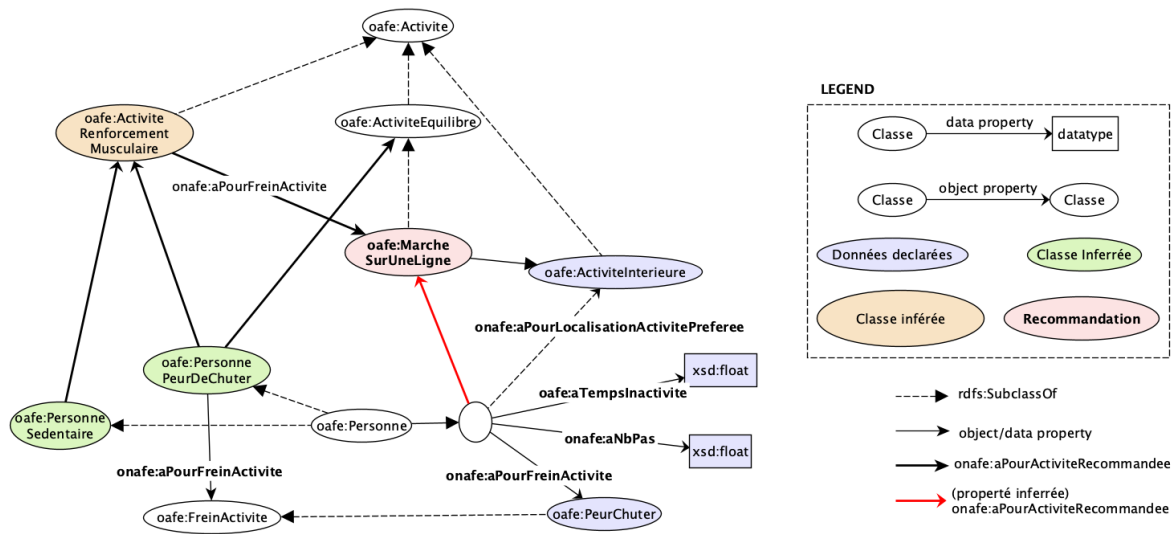 oafe:Activite
oafe:Activite
Renforcement
Musculaire
oafe:ActiviteEquilibre
onafe:aPourFreinActivite
oafe:Marche
SurUneLigne
oafe:ActiviteInterieure
onafe:aPourLocalisationActivitePreferee
oafe:Personne
PeurDeChuter
xsd:float
oafe:aTempsInactivite
oafe:Personne
Sedentaire
oafe:Personne
onafe:aNbPas
xsd:float
onafe:aPourFreinActivite
onafe:aPourFreinActivite
oafe:FreinActivite
oafe:PeurChuter
LEGEND
Classe
data property
datatype
Classe
object property
Classe
Données declarées
Classe Inferrée
Classe inférée
Recommandation
rdfs:SubclassOf
object/data property
onafe:aPourActiviteRecommandee
(properté inferrée)
onafe:aPourActiviteRecommandee